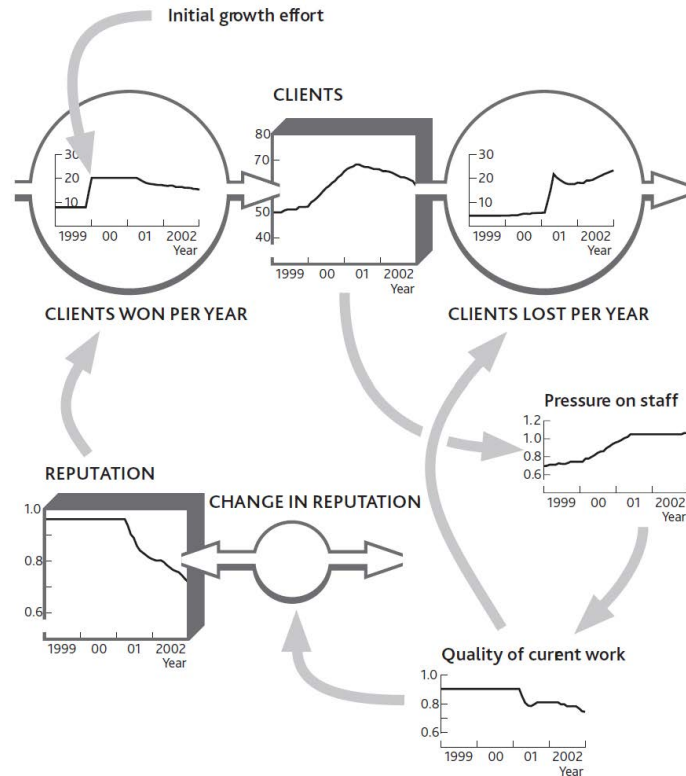 Initial growth effort
CLIENTS
80
70
50
40
1999 00 01 2002
Year
30
20
10
1999 00 01 2002
Year
CLIENTS WON PER YEAR
30
20
10
1999 00 01 2002
Year
CLIENTS LOST PER YEAR
Pressure on staff
1.2
1.0
0.8
0.6
1999 00 01 2002
Year
REPUTATION
1.0
0.8
0.6
1999 00 01 2002
Year
CHANGE IN REPUTATION
Quality of curent work
1.0
0.8
0.6
1999 00 01 2002
Year